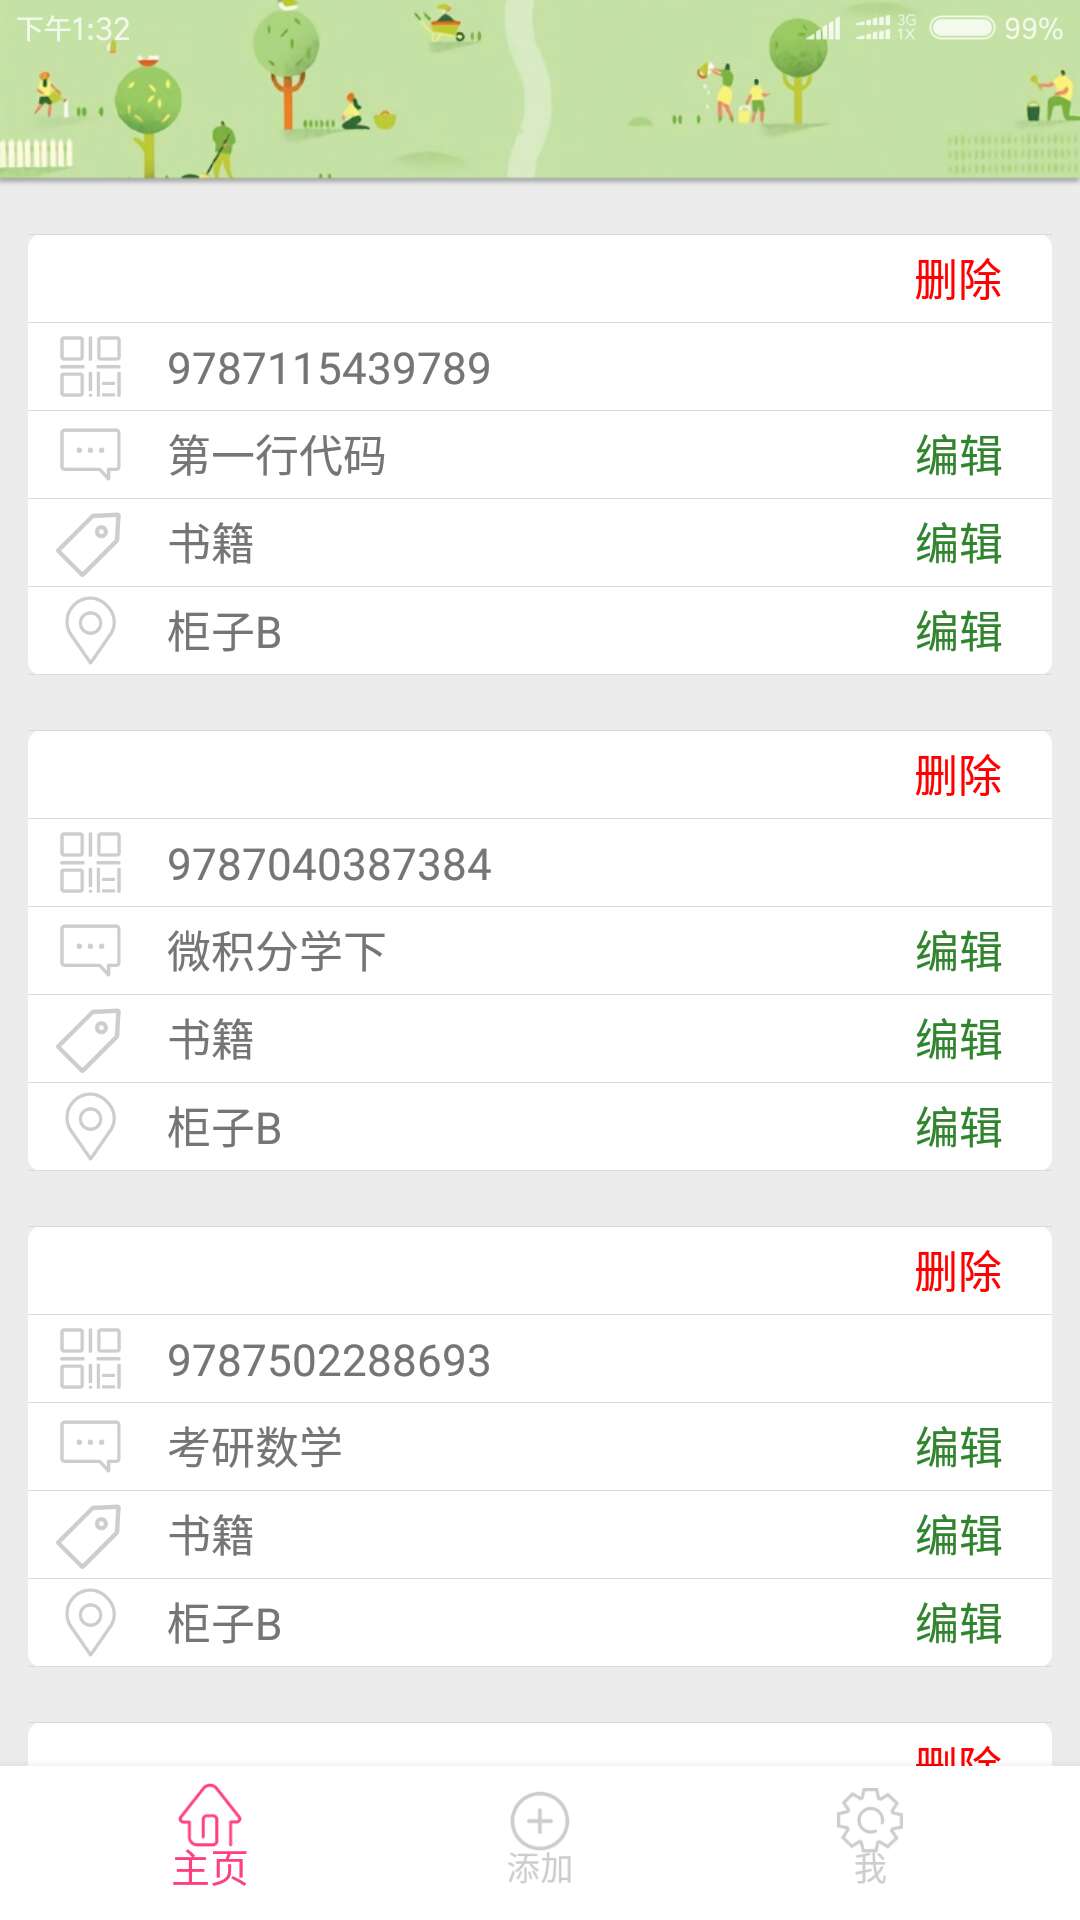 下午1:32 3G 1X 99%
删除
9787115439789
第一行代码 编辑
书籍 编辑
柜子B 编辑
删除
9787040387384
微积分学下 编辑
书籍 编辑
柜子B 编辑
删除
9787502288693
考研数学 编辑
书籍 编辑
柜子B 编辑
删除
主页 添加 我